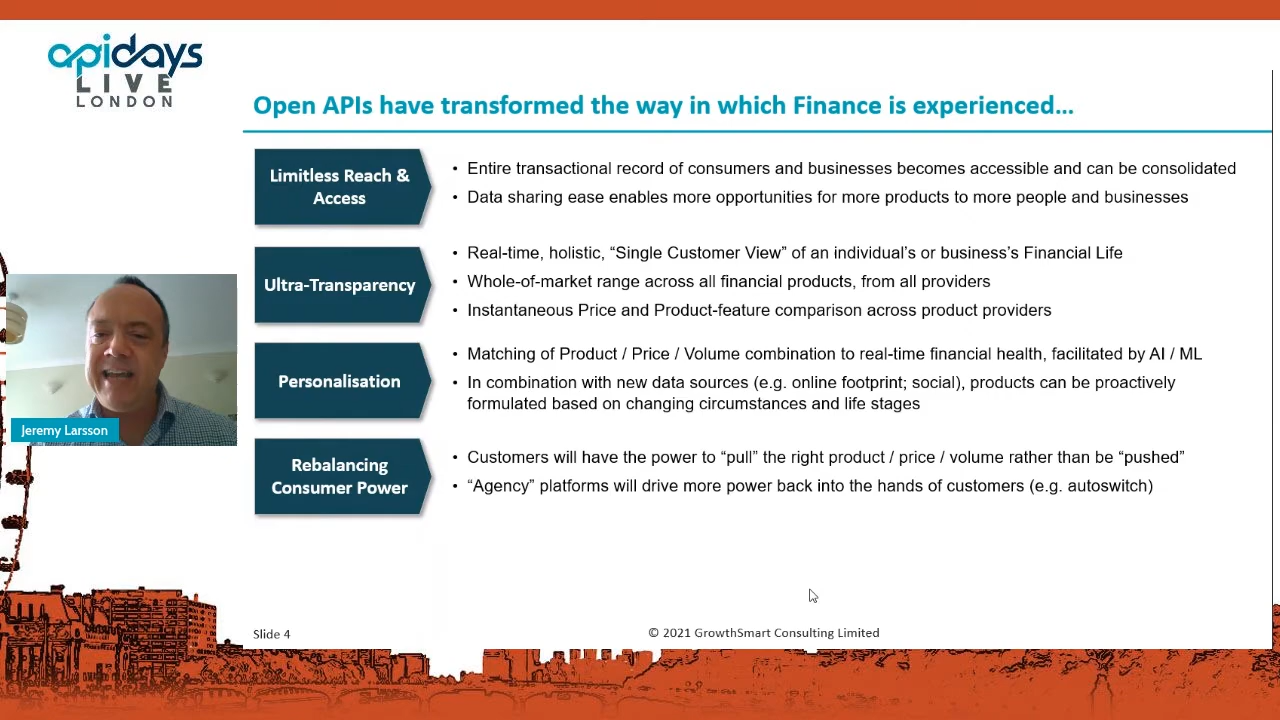 apidays
LIVE
LONDON
Open APIs have transformed the way in which Finance is experienced...
Limitless Reach &
Access
• Entire transactional record of consumers and businesses becomes accessible and can be consolidated
• Data sharing ease enables more opportunities for more products to more people and businesses
Ultra-Transparency
• Real-time, holistic, “Single Customer View” of an individual’s or business’s Financial Life
• Whole-of-market range across all financial products, from all providers
• Instantaneous Price and Product-feature comparison across product providers
Personalisation
• Matching of Product / Price / Volume combination to real-time financial health, facilitated by AI / ML
• In combination with new data sources (e.g. online footprint; social), products can be proactively
formulated based on changing circumstances and life stages
Rebalancing
Consumer Power
• Customers will have the power to “pull” the right product / price / volume rather than be “pushed”
• “Agency” platforms will drive more power back into the hands of customers (e.g. autoswitch)
Jeremy Larsson
Slide 4
© 2021 GrowthSmart Consulting Limited